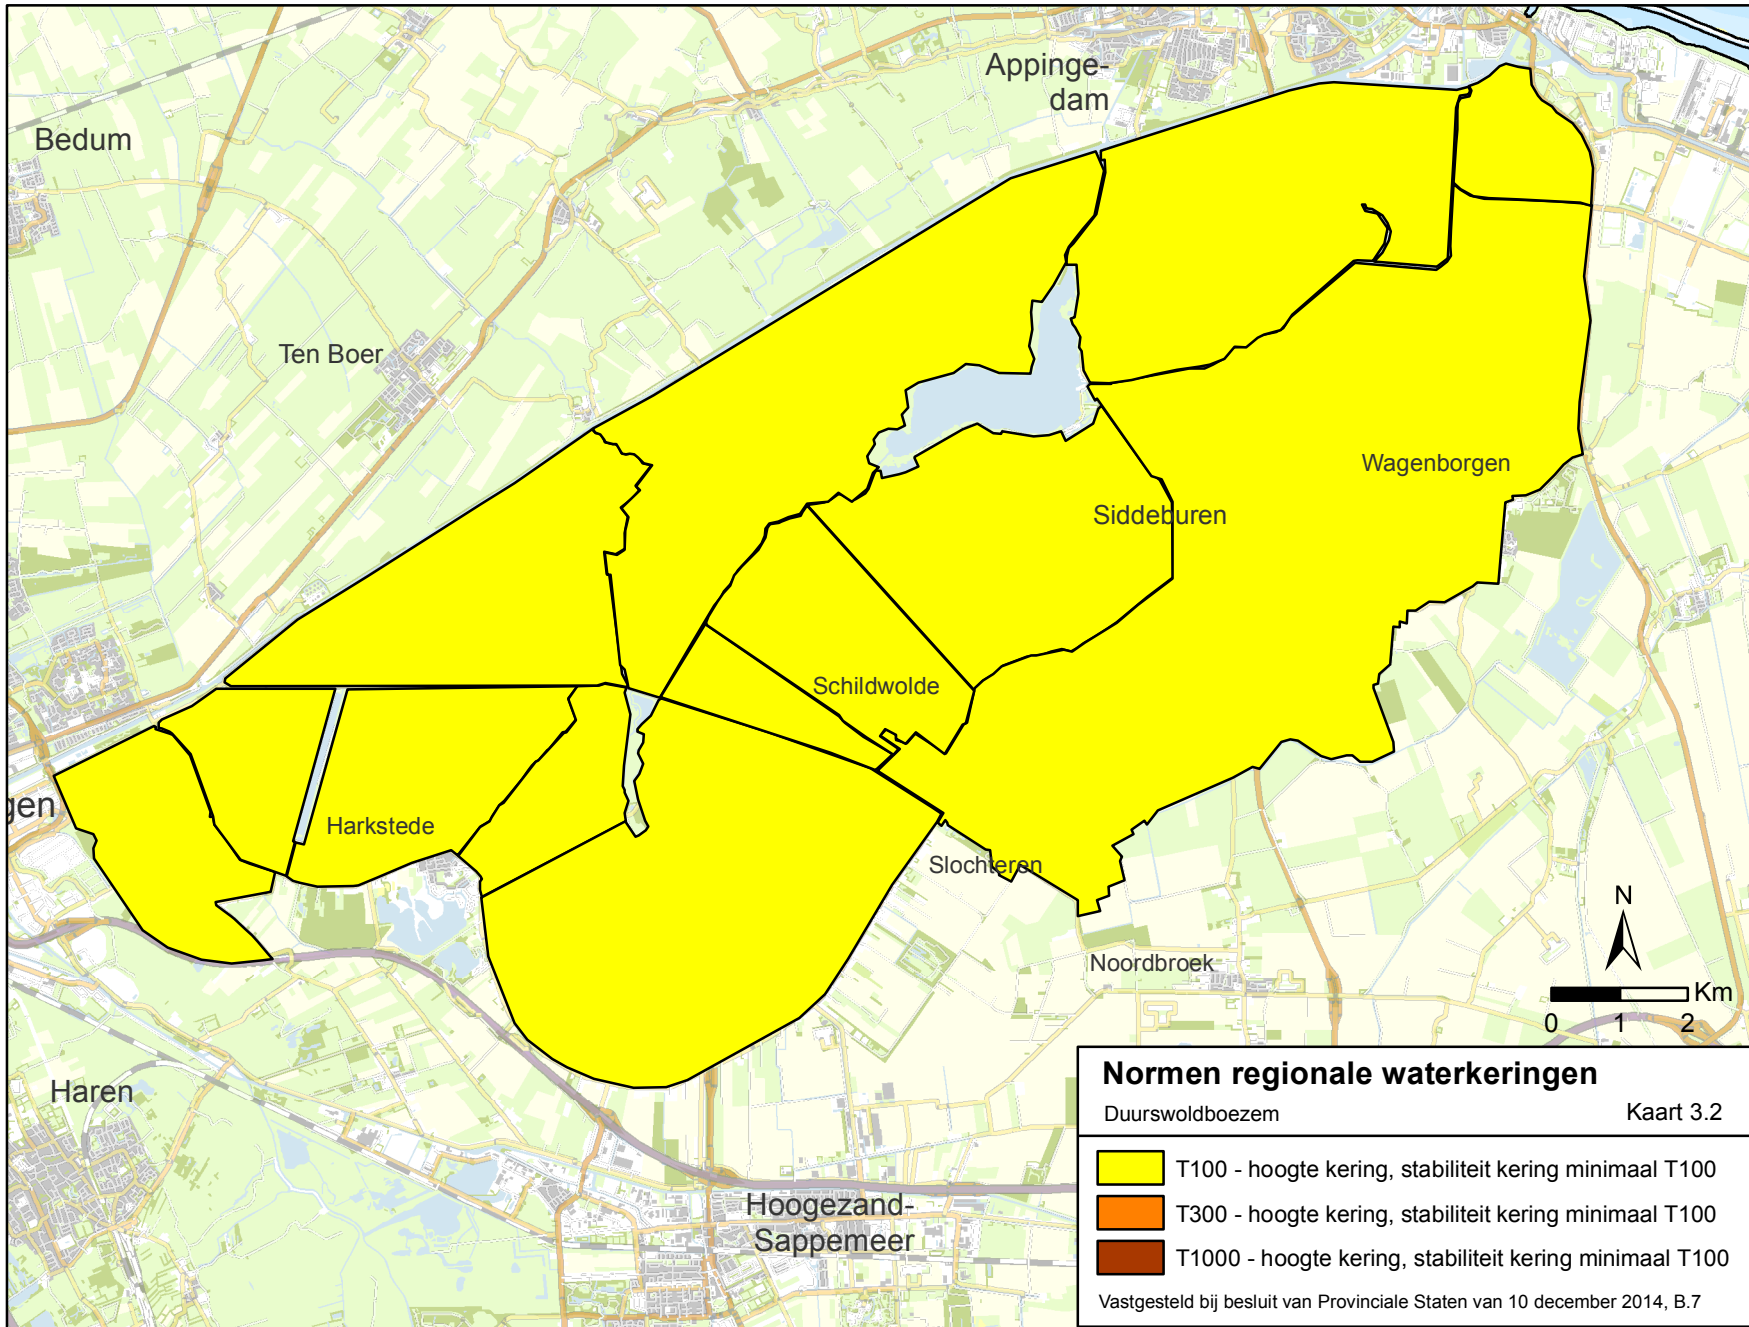 Appinge-
dam
Bedum
Ten Boer
Wagenborgen
Siddeburen
Schildwolde
gen
Harkstede
Slochteren
N
Noordbroek
Km
0 1 2
Haren
Hoogezand-
Sappemeer
Normen regionale waterkeringen
Duurswoldboezem Kaart 3.2
T100 - hoogte kering, stabiliteit kering minimaal T100
T300 - hoogte kering, stabiliteit kering minimaal T100
T1000 - hoogte kering, stabiliteit kering minimaal T100
Vastgesteld bij besluit van Provinciale Staten van 10 december 2014, B.7